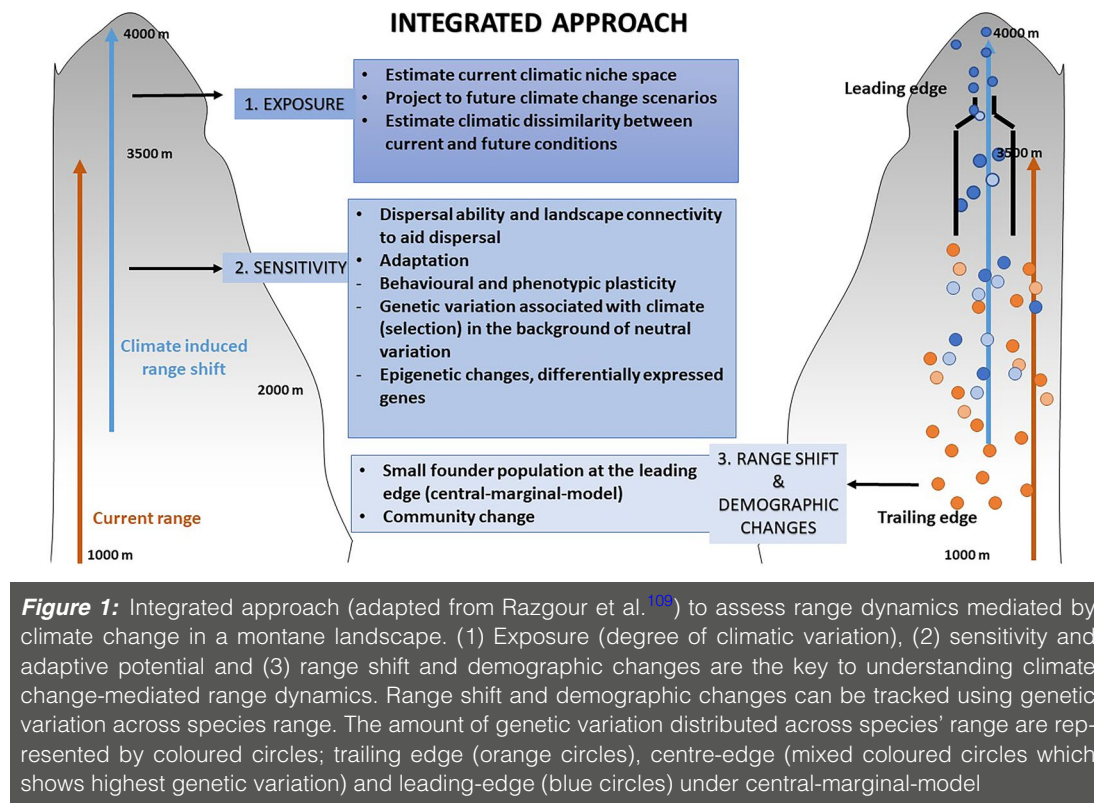 INTEGRATED APPROACH
4000 m
3500 m
2000 m
1000 m
Climate induced
range shift
Current range
1. EXPOSURE
• Estimate current climatic niche space
• Project to future climate change scenarios
• Estimate climatic dissimilarity between
current and future conditions
2. SENSITIVITY
• Dispersal ability and landscape connectivity
to aid dispersal
• Adaptation
- Behavioural and phenotypic plasticity
- Genetic variation associated with climate
(selection) in the background of neutral
variation
- Epigenetic changes, differentially expressed
genes
• Small founder population at the leading
edge (central-marginal-model)
• Community change
3. RANGE SHIFT
&
DEMOGRAPHIC
CHANGES
4000 m
Leading edge
3500 m
Trailing edge
1000 m
Figure 1: Integrated approach (adapted from Razgour et al.109) to assess range dynamics mediated by
climate change in a montane landscape. (1) Exposure (degree of climatic variation), (2) sensitivity and
adaptive potential and (3) range shift and demographic changes are the key to understanding climate
change-mediated range dynamics. Range shift and demographic changes can be tracked using genetic
variation across species range. The amount of genetic variation distributed across species' range are rep-
resented by coloured circles; trailing edge (orange circles), centre-edge (mixed coloured circles which
shows highest genetic variation) and leading-edge (blue circles) under central-marginal-model